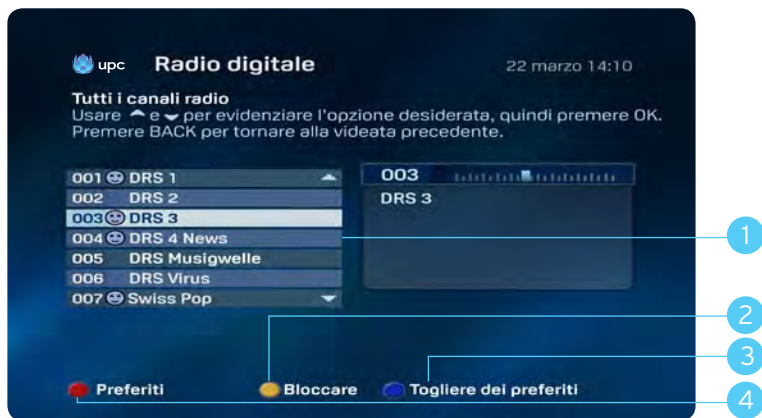 upc Radio digitale 22 marzo 14:10
Tutti i canali radio
Usare e per evidenziare l'opzione desiderata, quindi premere OK.
Premere BACK per tornare alla videata precedente.
001 DRS 1
002 DRS 2
003 DRS 3
004 DRS 4 News
005 DRS Musigwelle
006 DRS Virus
007 Swiss Pop
003
DRS 3
1
2
3
Preferiti Bloccare Togliere dei preferiti
4